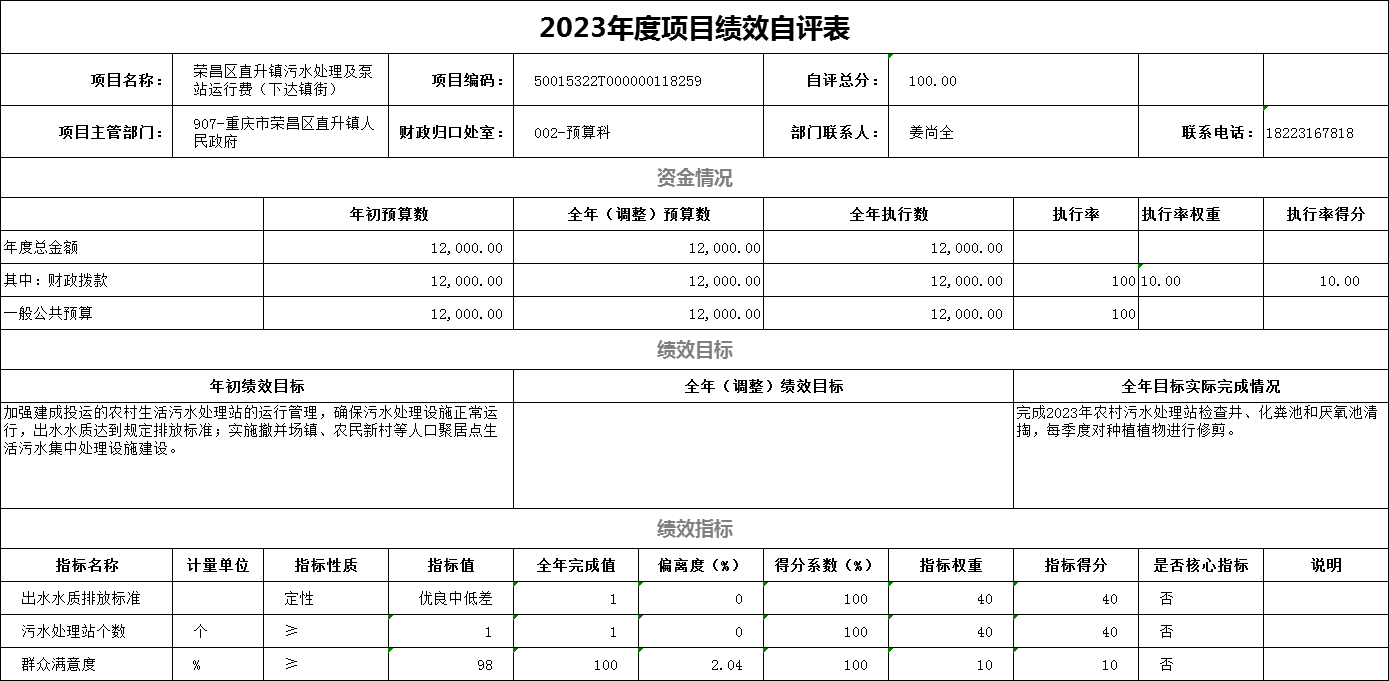 2023年度项目绩效自评表
项目名称： 荣昌区直升镇污水处理及泵站运行费（下达镇街） 项目编码： 50015322T000000118259 自评总分： 100.00
项目主管部门： 907-重庆市荣昌区直升镇人民政府 财政归口处室： 002-预算科 部门联系人： 姜尚全 联系电话： 18223167818
资金情况
年初预算数 全年（调整）预算数 全年执行数 执行率 执行率权重 执行率得分
年度总金额 12,000.00 12,000.00 12,000.00
其中：财政拨款 12,000.00 12,000.00 12,000.00 100 10.00 10.00
一般公共预算 12,000.00 12,000.00 12,000.00 100
绩效目标
年初绩效目标 全年（调整）绩效目标 全年目标实际完成情况
加强建成投运的农村生活污水处理站的运行管理，确保污水处理设施正常运
行，出水水质达到规定排放标准；实施撤并场镇、农民新村等人口聚居点生
活污水集中处理设施建设。
完成2023年农村污水处理站检查井、化粪池和厌氧池清
掏，每季度对种植植物进行修剪。
绩效指标
指标名称 计量单位 指标性质 指标值 全年完成值 偏离度（%） 得分系数（%） 指标权重 指标得分 是否核心指标 说明
出水水质排放标准 定性 优良中低差 1 0 100 40 40 否
污水处理站个数 个 ≥ 1 1 0 100 40 40 否
群众满意度 % ≥ 98 100 2.04 100 10 10 否